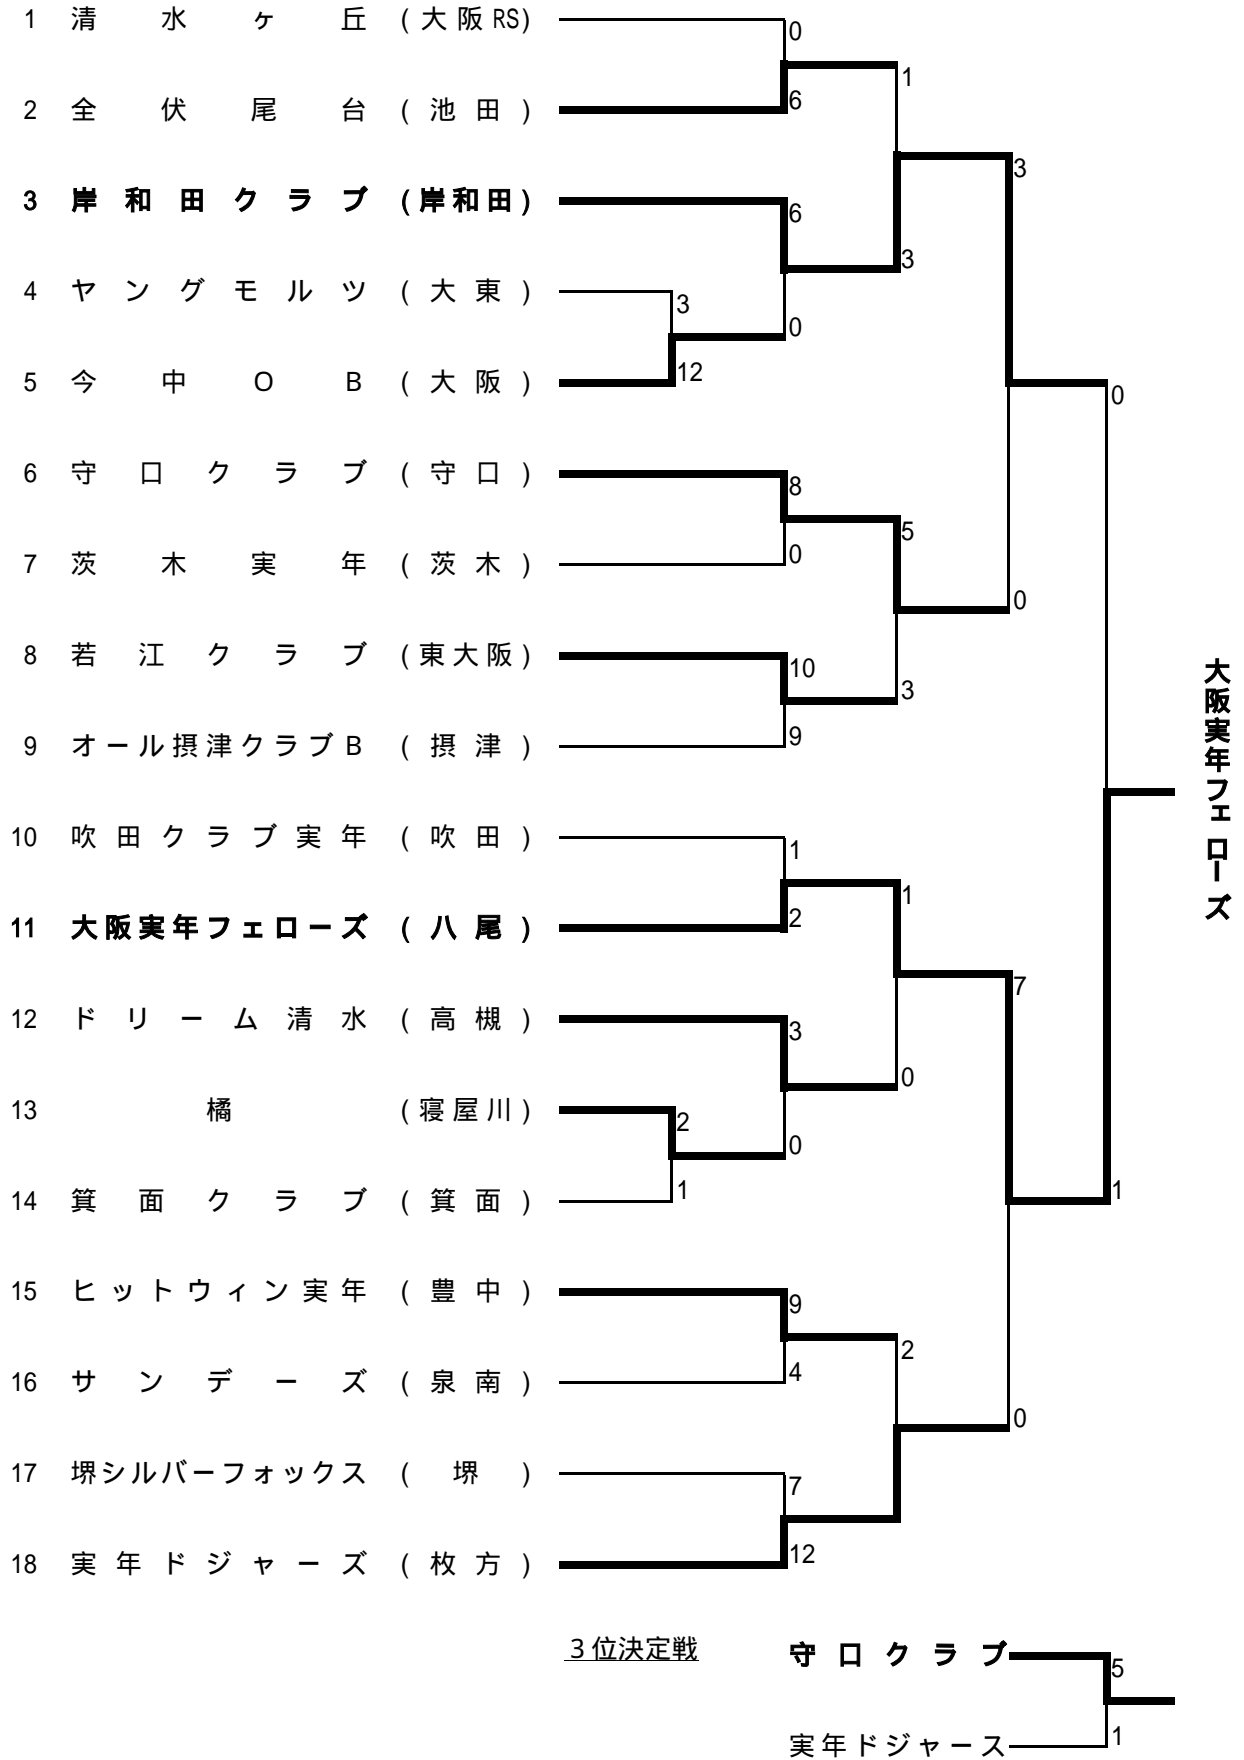 1 清水ヶ丘 (大阪RS)
0
1
2 全伏尾台 (池田)
6
3
3 岸和田クラブ (岸和田)
6
3
4 ヤングモルツ (大東)
3
0
5 今中OB (大阪)
12
0
6 守口クラブ (守口)
8
5
7 茨木実年 (茨木)
0
0
8 若江クラブ (東大阪)
10
3
9 オール摂津クラブB (摂津)
9
大阪実年フェローズ
10 吹田クラブ実年 (吹田)
1
1
11 大阪実年フェローズ (八尾)
2
7
12 ドリーム清水 (高槻)
3
0
13 橘 (寝屋川)
2
0
14 箕面クラブ (箕面)
1
1
15 ヒットウィン実年 (豊中)
9
2
16 サンデーズ (泉南)
4
0
17 堺シルバーフォックス (堺)
7
18 実年ドジャーズ (枚方)
12
3位決定戦
守口クラブ
5
実年ドジャース
1